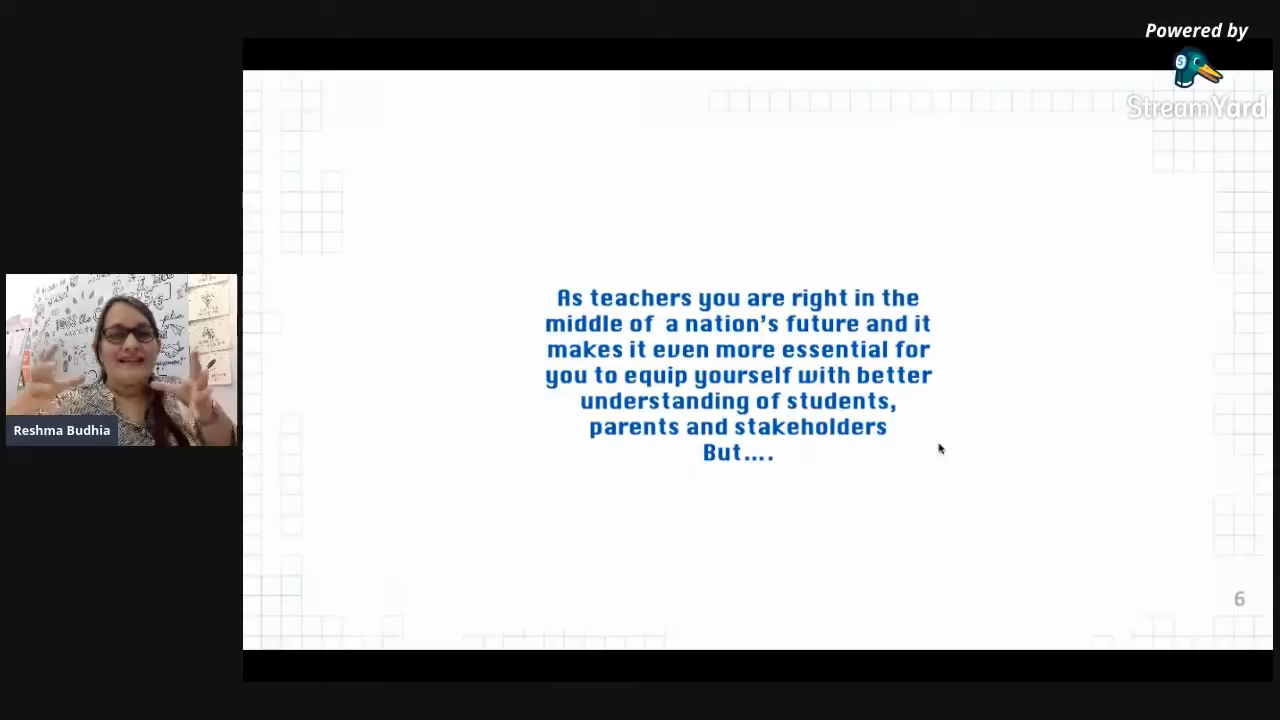 Powered by
StreamYard
As teachers you are right in the
middle of a nation's future and it
makes it even more essential for
you to equip yourself with better
understanding of students,
parents and stakeholders
But....
Reshma Budhia
6